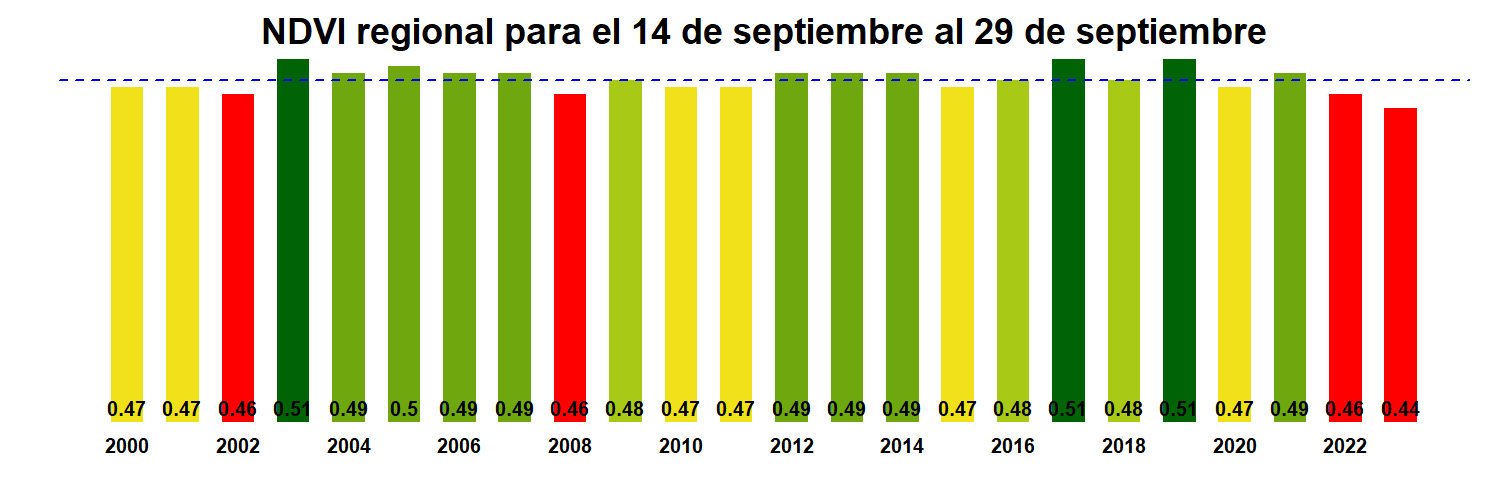 NDVI regional para el 14 de septiembre al 29 de septiembre
0.47 0.47 0.46 0.51 0.49 0.5 0.49 0.49 0.46 0.48 0.47 0.47 0.49 0.49 0.49 0.47 0.48 0.51 0.48 0.51 0.47 0.49 0.46 0.44
2000 2002 2004 2006 2008 2010 2012 2014 2016 2018 2020 2022